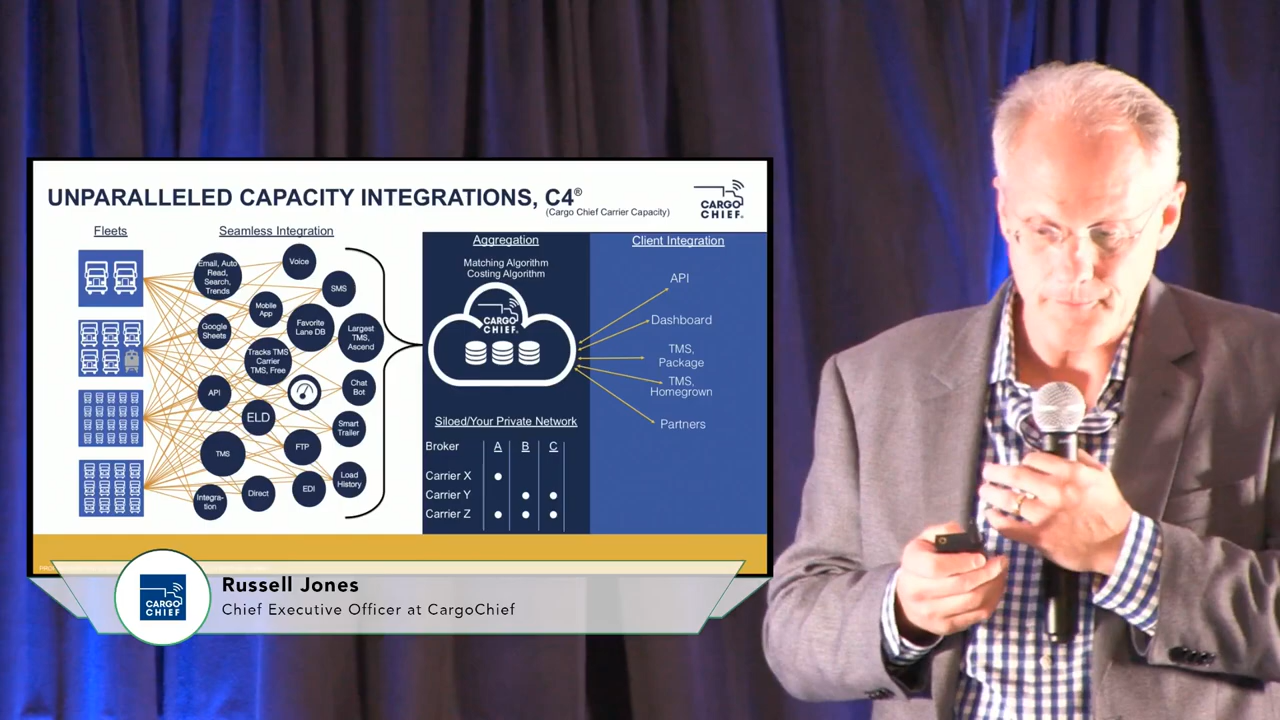 UNPARALLELED CAPACITY INTEGRATIONS, C4®
(Cargo Chief Carrier Capacity)
CARGO
CHIEF.
Fleets
Seamless Integration
Email, Auto
Read,
Search,
Trends
Voice
SMS
Mobile
App
Google
Sheets
Favorite
Lane DB
Largest
TMS,
Ascend
Tracks TMS
Carrier
TMS, Free
API
Chat
Bot
ELD
Smart
Trailer
TMS
FTP
Load
History
Integra-
tion
Direct
EDI
Aggregation
Matching Algorithm
Costing Algorithm
CARGO
CHIEF.
Siloed/Your Private Network
Broker A B C
Carrier X
Carrier Y
Carrier Z
Client Integration
API
Dashboard
TMS,
Package
TMS,
Homegrown
Partners
CARGO
CHIEF
Russell Jones
Chief Executive Officer at CargoChief